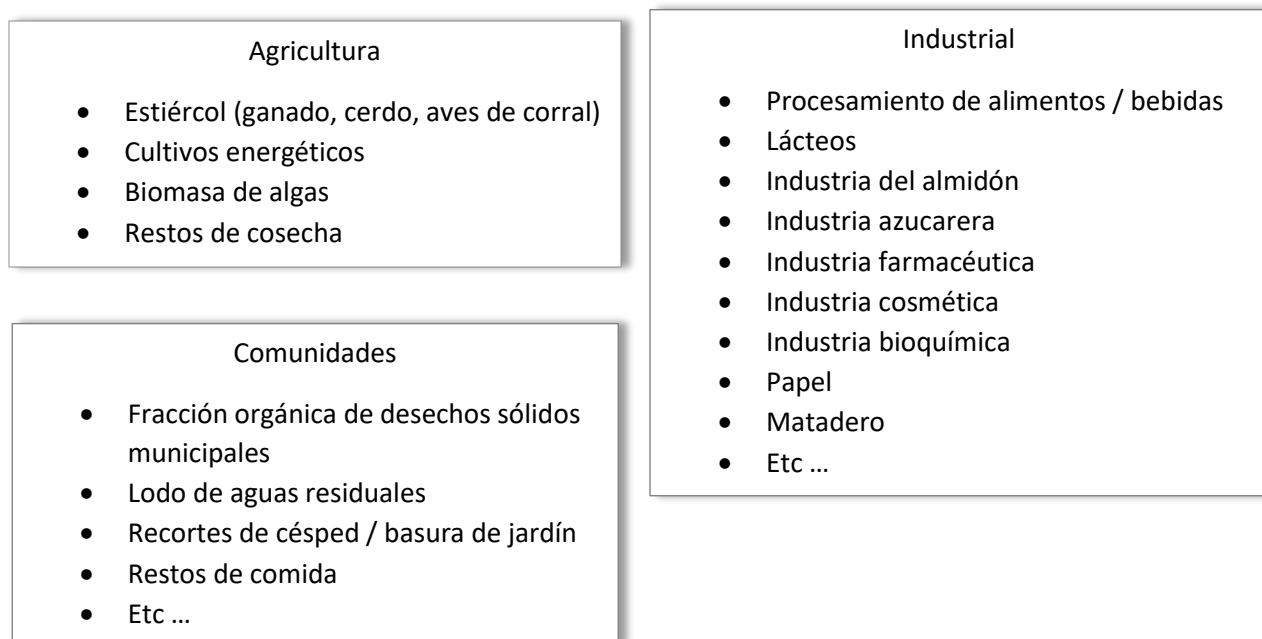 Agricultura
• Estiércol (ganado, cerdo, aves de corral)
• Cultivos energéticos
• Biomasa de algas
• Restos de cosecha
Comunidades
• Fracción orgánica de desechos sólidos
municipales
• Lodo de aguas residuales
• Recortes de césped / basura de jardín
• Restos de comida
• Etc …
Industrial
• Procesamiento de alimentos / bebidas
• Lácteos
• Industria del almidón
• Industria azucarera
• Industria farmacéutica
• Industria cosmética
• Industria bioquímica
• Papel
• Matadero
• Etc …